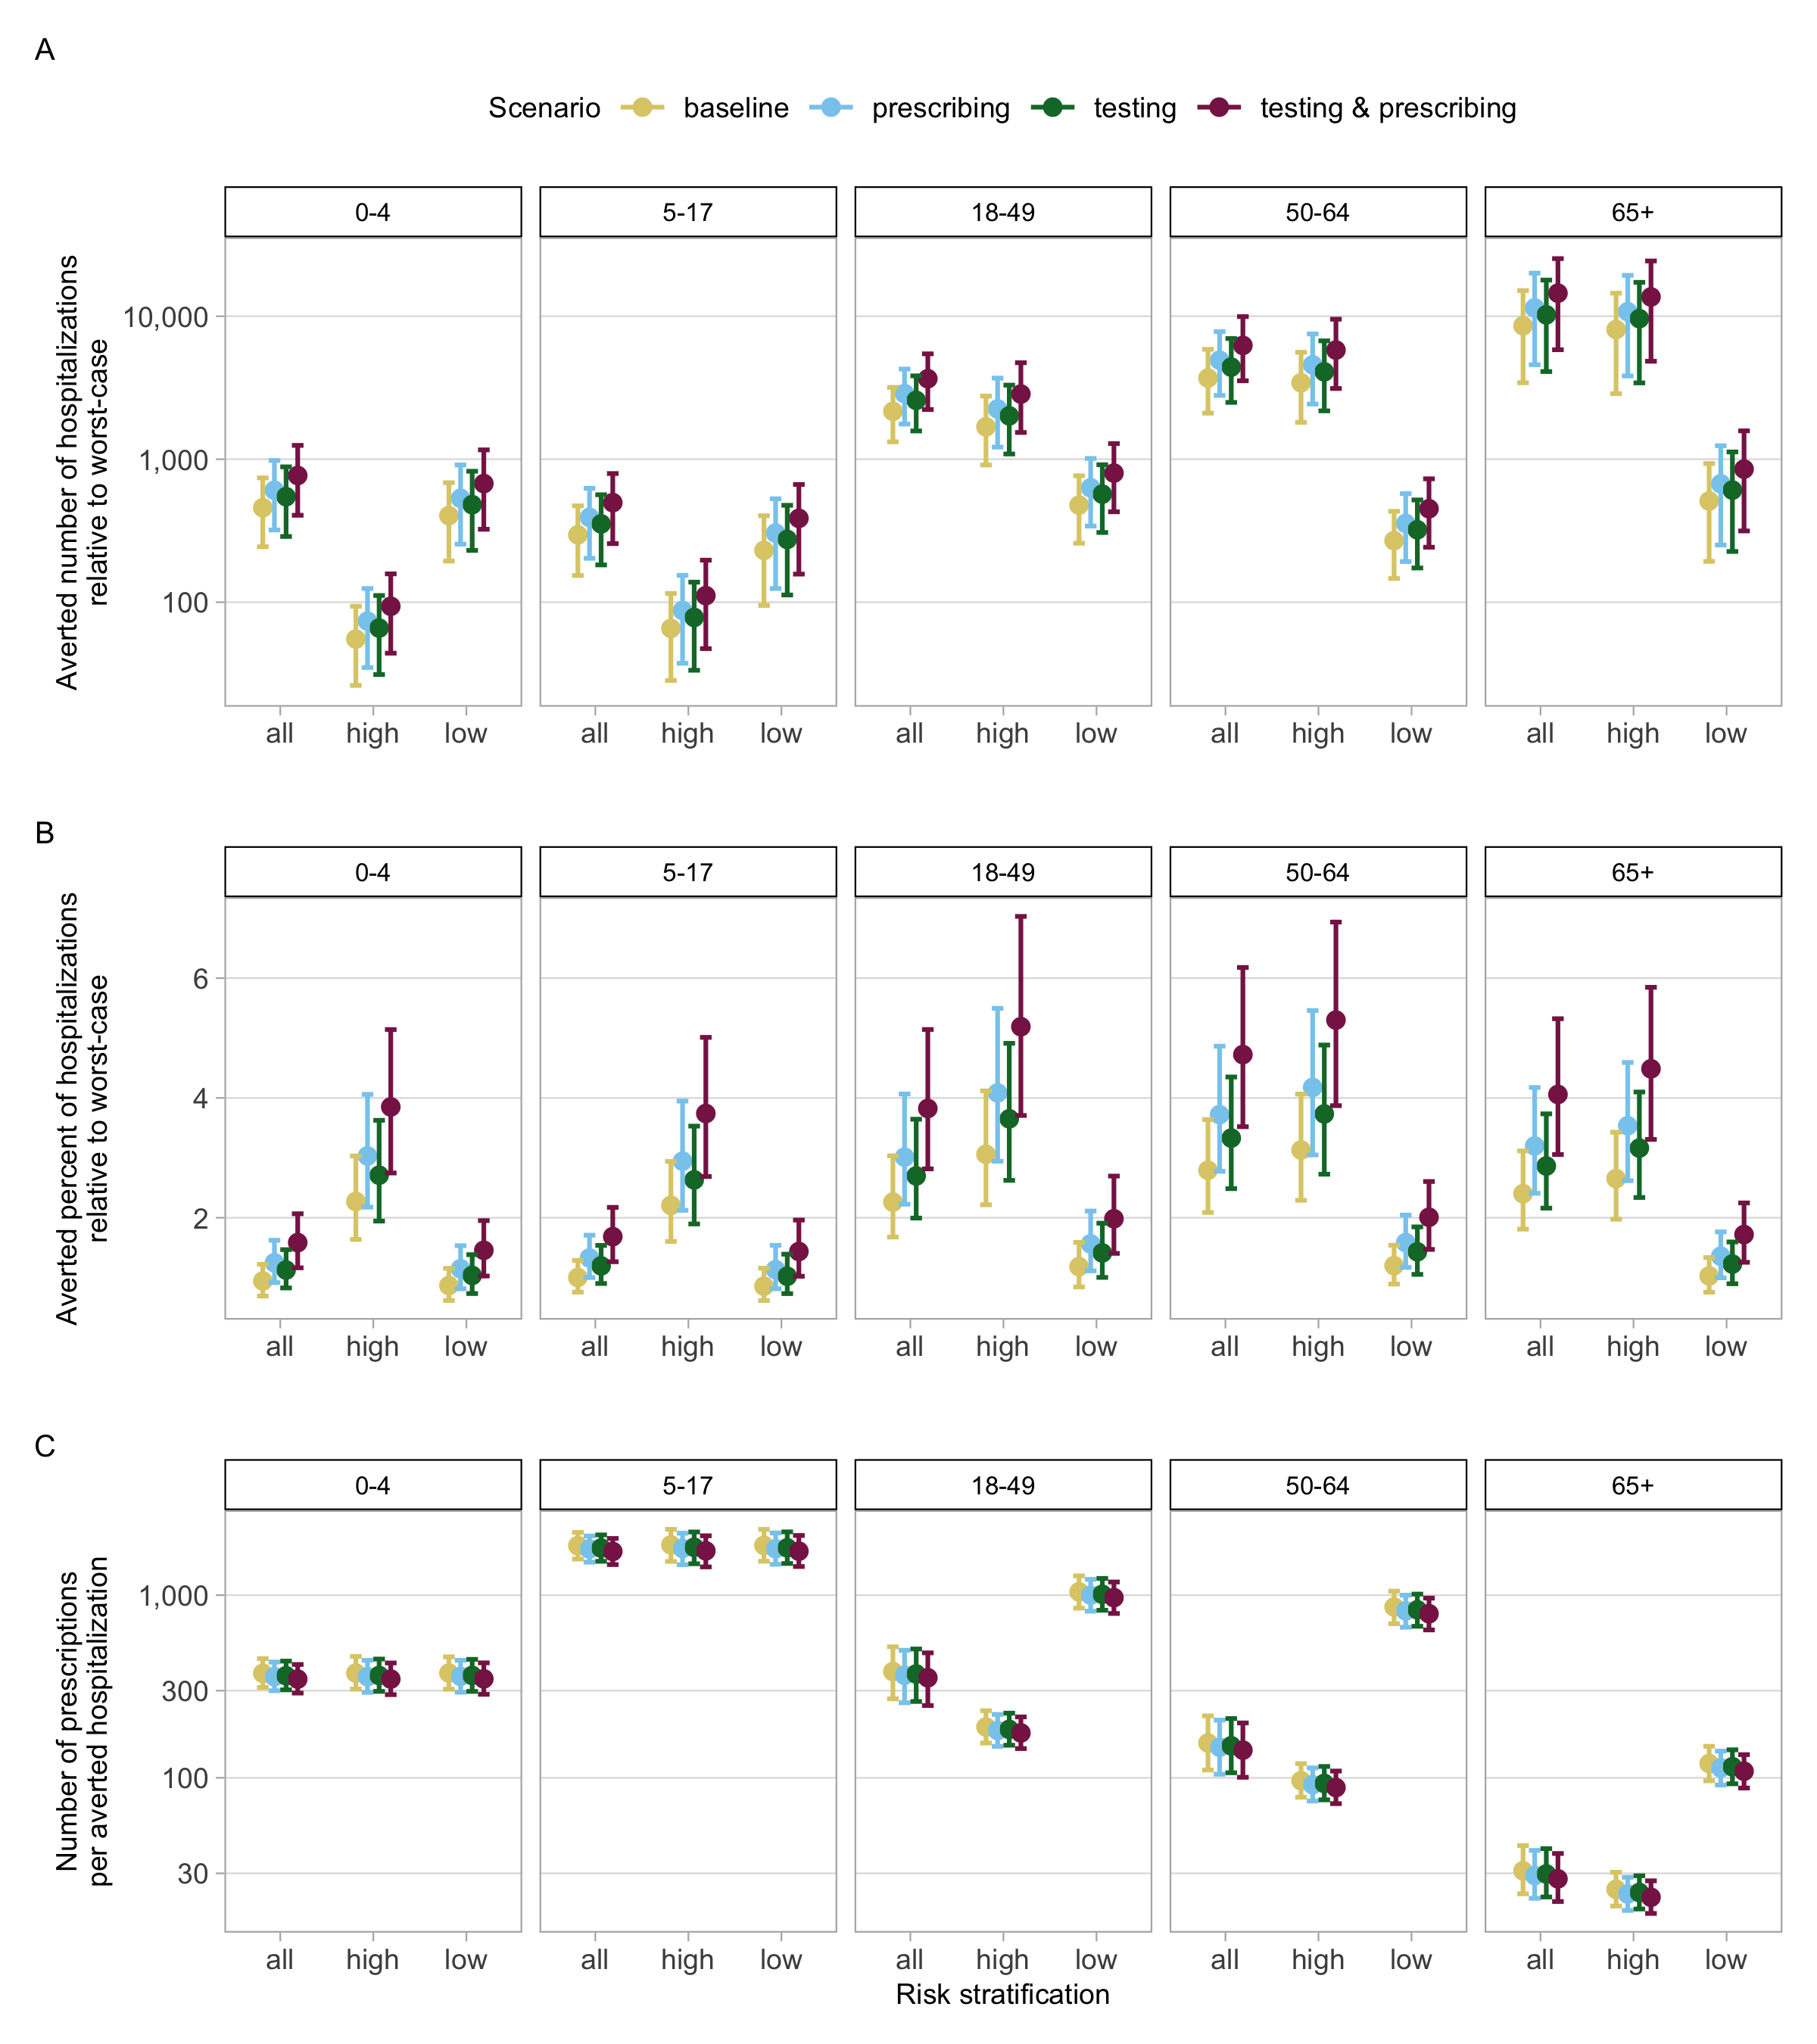 A
Scenario baseline prescribing testing testing & prescribing
0-4 5-17 18-49 50-64 65+
Averted number of hospitalizations
relative to worst-case
10,000
1,000
100
all high low all high low all high low all high low all high low
B
0-4 5-17 18-49 50-64 65+
Averted percent of hospitalizations
relative to worst-case
6
4
2
all high low all high low all high low all high low all high low
C
0-4 5-17 18-49 50-64 65+
Number of prescriptions
per averted hospitalization
1,000
300
100
30
all high low all high low all high low all high low all high low
Risk stratification